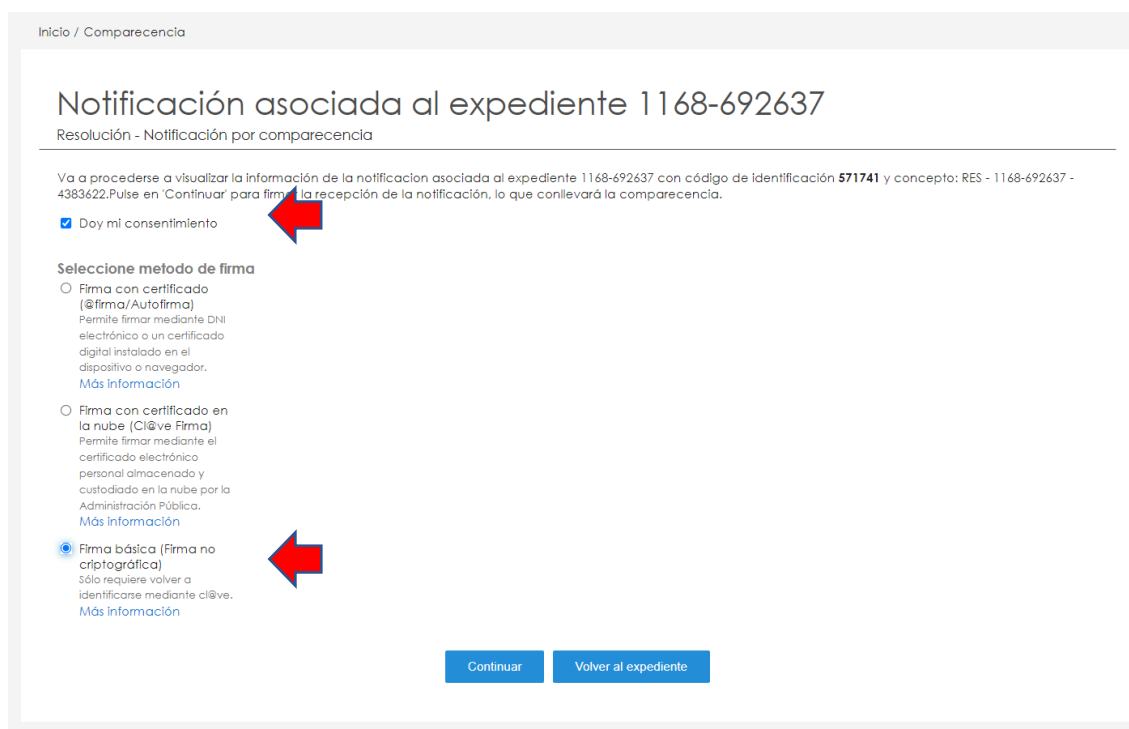 Inicio / Comparecencia
Notificación asociada al expediente 1168-692637
Resolución - Notificación por comparecencia
Va a procederse a visualizar la información de la notificacion asociada al expediente 1168-692637 con código de identificación 571741 y concepto: RES - 1168-692637 -
4383622.Pulse en 'Continuar' para firmar la recepción de la notificación, lo que conllevará la comparecencia.
Doy mi consentimiento
Seleccione metodo de firma
Firma con certificado
(@firma/Autofirma)
Permite firmar mediante DNI
electrónico o un certificado
digital instalado en el
dispositivo o navegador.
Más información
Firma con certificado en
la nube (Cl@ve Firma)
Permite firmar mediante el
certificado electrónico
personal almacenado y
custodiado en la nube por la
Administración Pública.
Más información
Firma básica (Firma no
criptográfica)
Sólo requiere volver a
identificarse mediante cl@ve.
Más información
Continuar
Volver al expediente